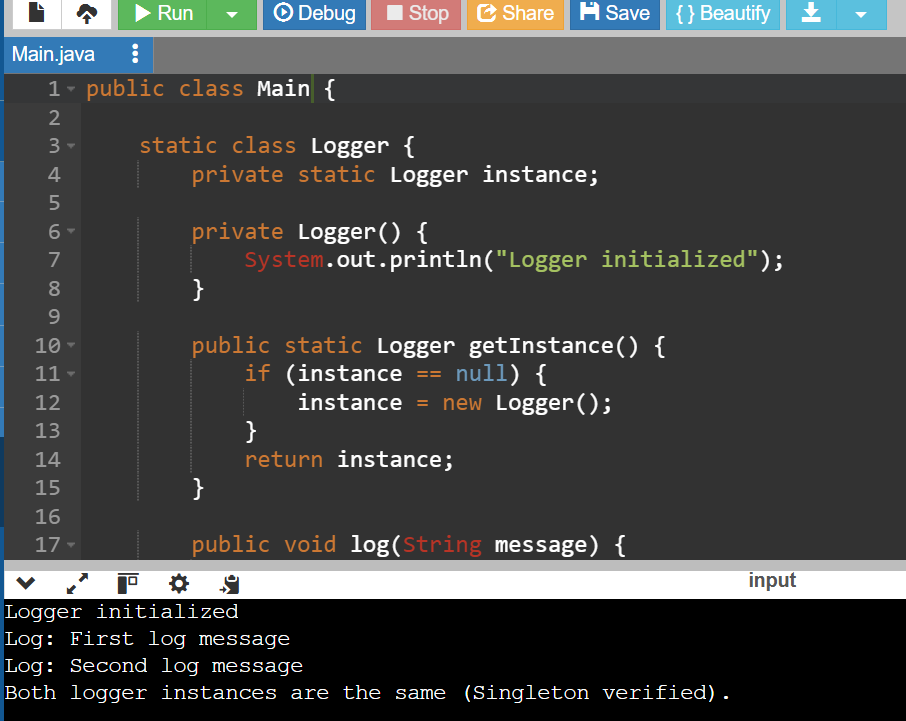 Run Debug Stop Share Save { } Beautify
Main.java
1 public class Main {
2
3     static class Logger {
4         private static Logger instance;
5
6         private Logger() {
7             System.out.println("Logger initialized");
8         }
9
10         public static Logger getInstance() {
11             if (instance == null) {
12                 instance = new Logger();
13             }
14             return instance;
15         }
16
17         public void log(String message) {
input
Logger initialized
Log: First log message
Log: Second log message
Both logger instances are the same (Singleton verified).